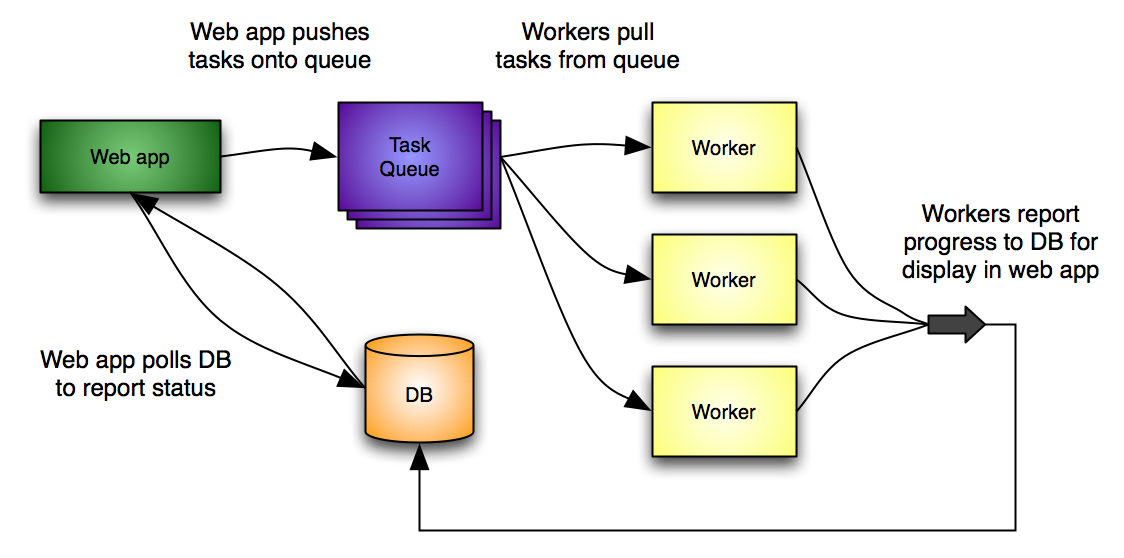 Web app pushes
tasks onto queue
Workers pull
tasks from queue
Web app
Task
Queue
Worker
Worker
Workers report
progress to DB for
display in web app
Web app polls DB
to report status
DB
Worker